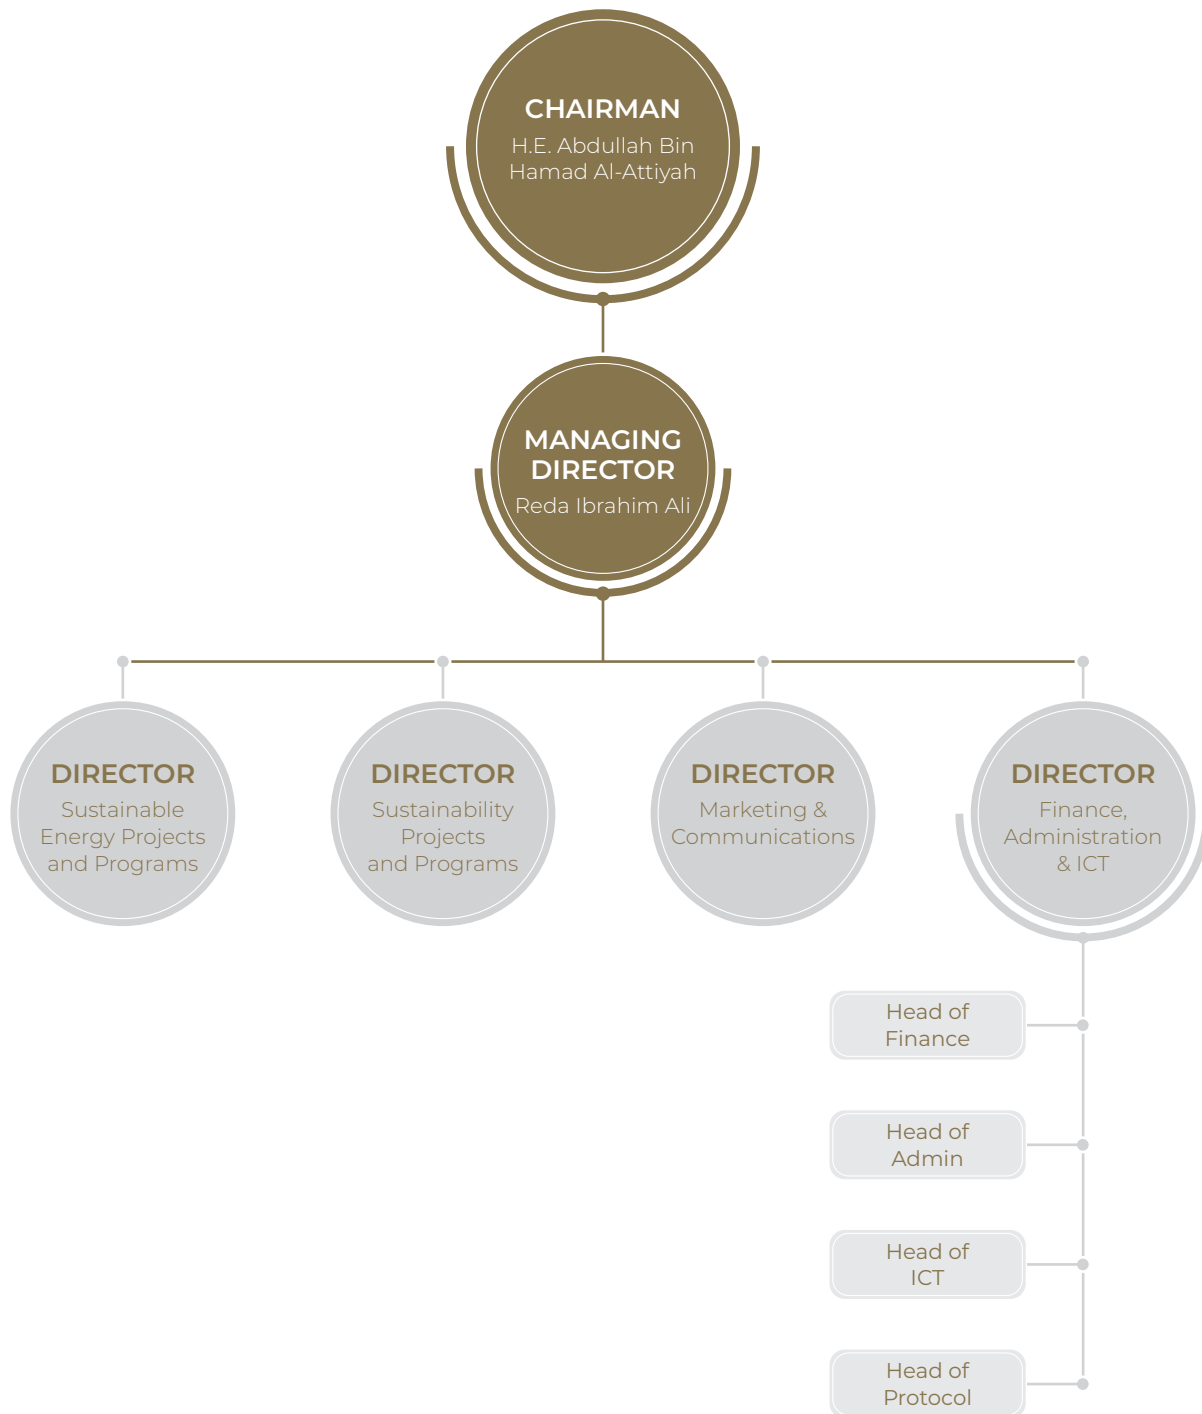 CHAIRMAN
H.E. Abdullah Bin
Hamad Al-Attiyah
MANAGING
DIRECTOR
Reda Ibrahim Ali
DIRECTOR
Sustainable
Energy Projects
and Programs
DIRECTOR
Sustainability
Projects
and Programs
DIRECTOR
Marketing &
Communications
DIRECTOR
Finance,
Administration
& ICT
Head of
Finance
Head of
Admin
Head of
ICT
Head of
Protocol